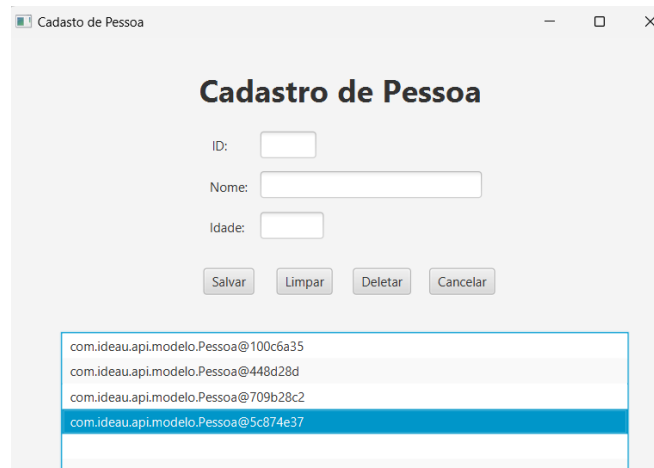 Cadasto de Pessoa
Cadastro de Pessoa
ID:
Nome:
Idade:
Salvar Limpar Deletar Cancelar
com.ideau.api.modelo.Pessoa@100c6a35
com.ideau.api.modelo.Pessoa@448d28d
com.ideau.api.modelo.Pessoa@709b28c2
com.ideau.api.modelo.Pessoa@5c874e37